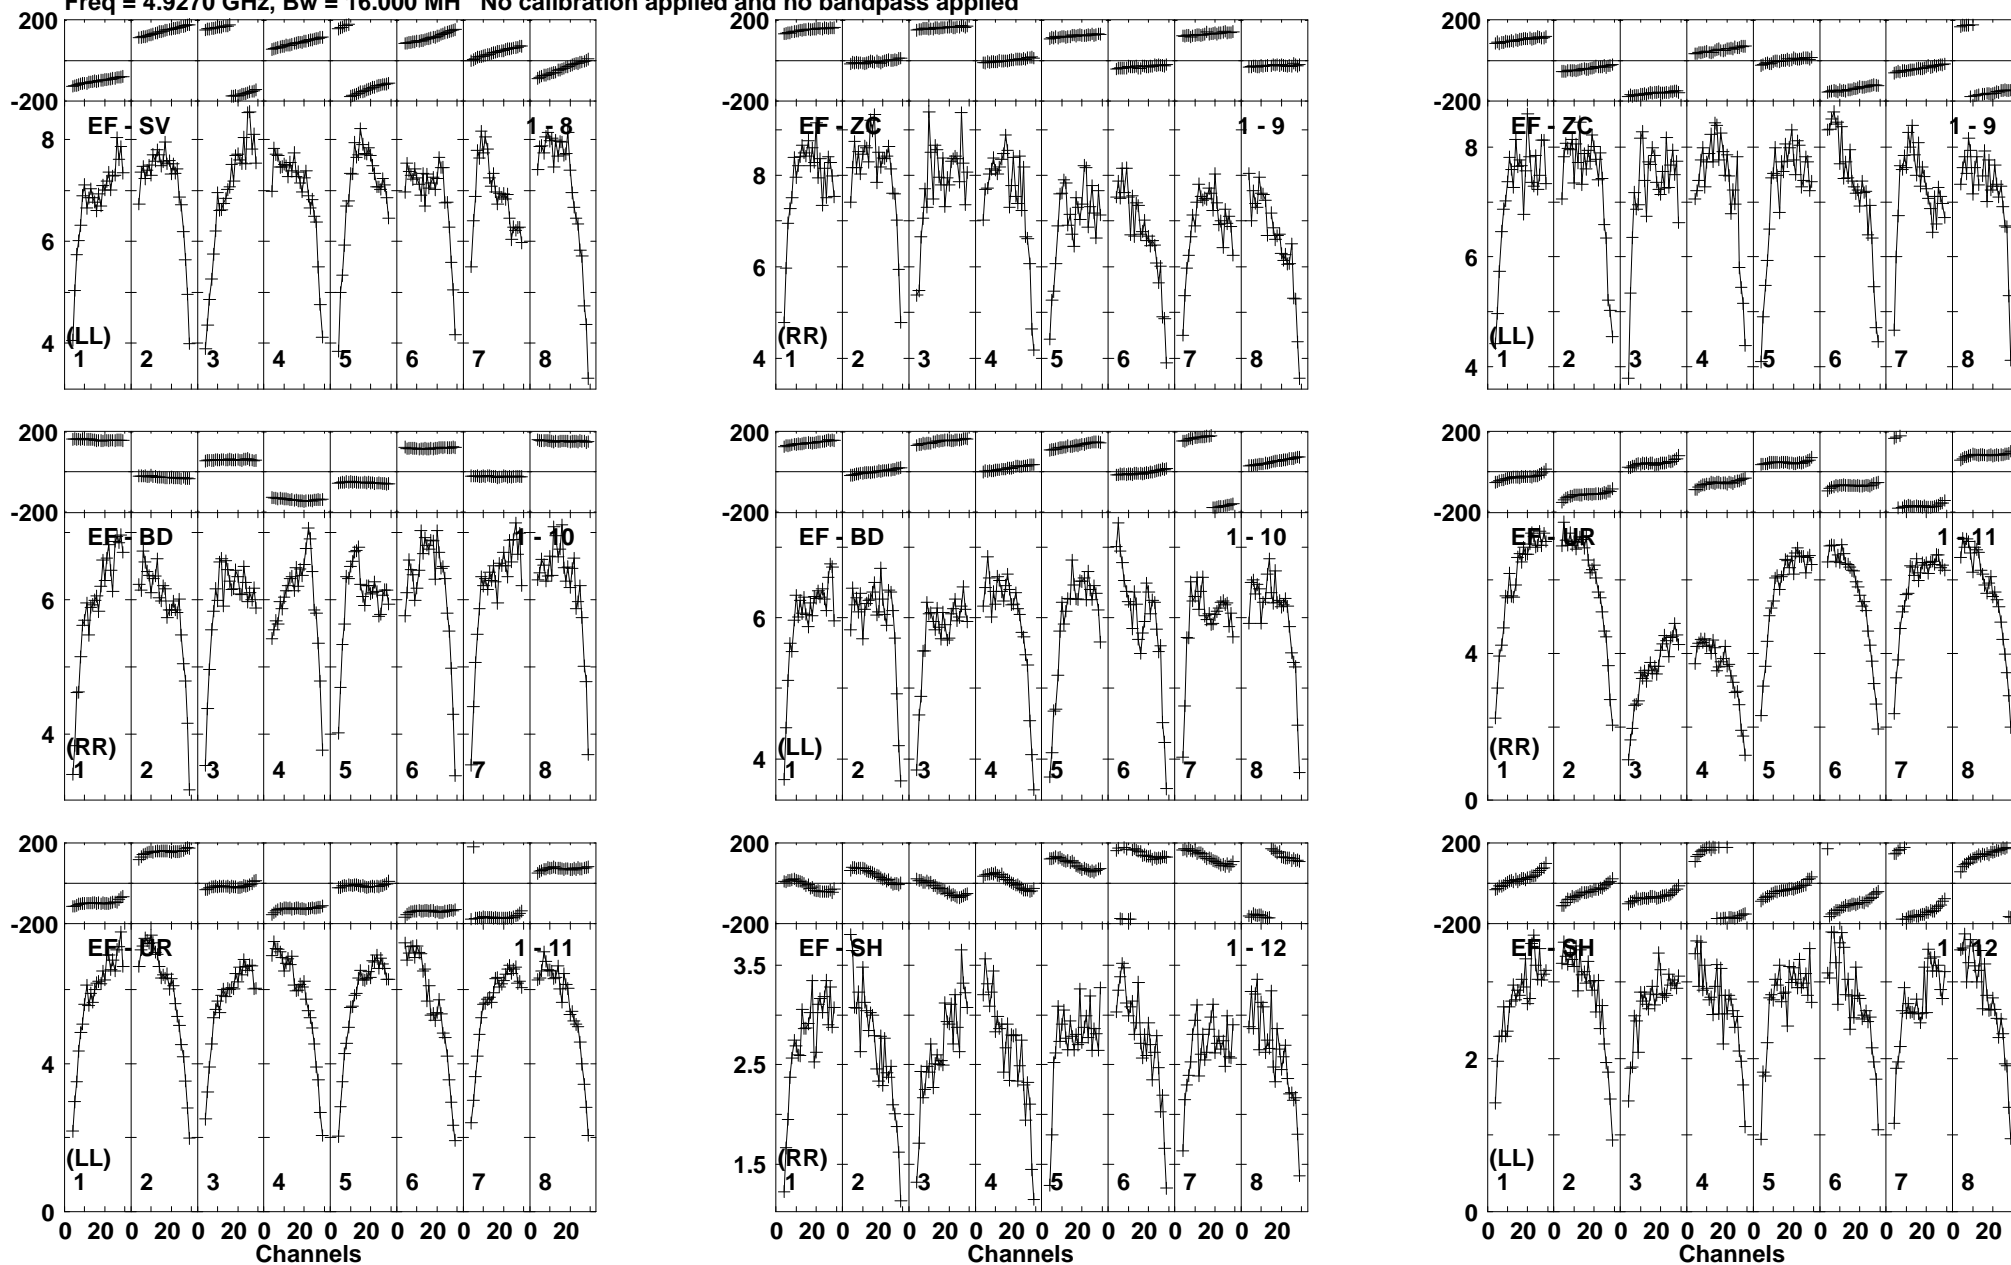 Freq = 4.9270 GHz, Bw = 16.000 MH No calibration applied and no bandpass applied
200 200 200
-200 -200 -200
EF - SV 1 - 8 EF - ZC 1 - 9 EF - ZC 1 - 9
8 8 8
6 6 6
4 4 4
(LL) (RR) (LL)
1 2 3 4 5 6 7 8 1 2 3 4 5 6 7 8 1 2 3 4 5 6 7 8
200 200 200
-200 -200 -200
EF - BD 1 - 10 EF - BD 1 - 10 EF - UR 1 - 11
6 6 4
4 4 0
(RR) (LL) (RR)
1 2 3 4 5 6 7 8 1 2 3 4 5 6 7 8 1 2 3 4 5 6 7 8
200 200 200
-200 -200 -200
EF - UR 1 - 11 EF - SH 1 - 12 EF - SH 1 - 12
4 3.5 2
0 2.5 0
1.5
(LL) (RR) (LL)
1 2 3 4 5 6 7 8 1 2 3 4 5 6 7 8 1 2 3 4 5 6 7 8
0 20 0 20 0 20 0 20 0 20 0 20 0 20 0 20 0 20 0 20 0 20 0 20 0 20 0 20 0 20 0 20 0 20 0 20 0 20 0 20 0 20 0 20 0 20 0 20
Channels Channels Channels